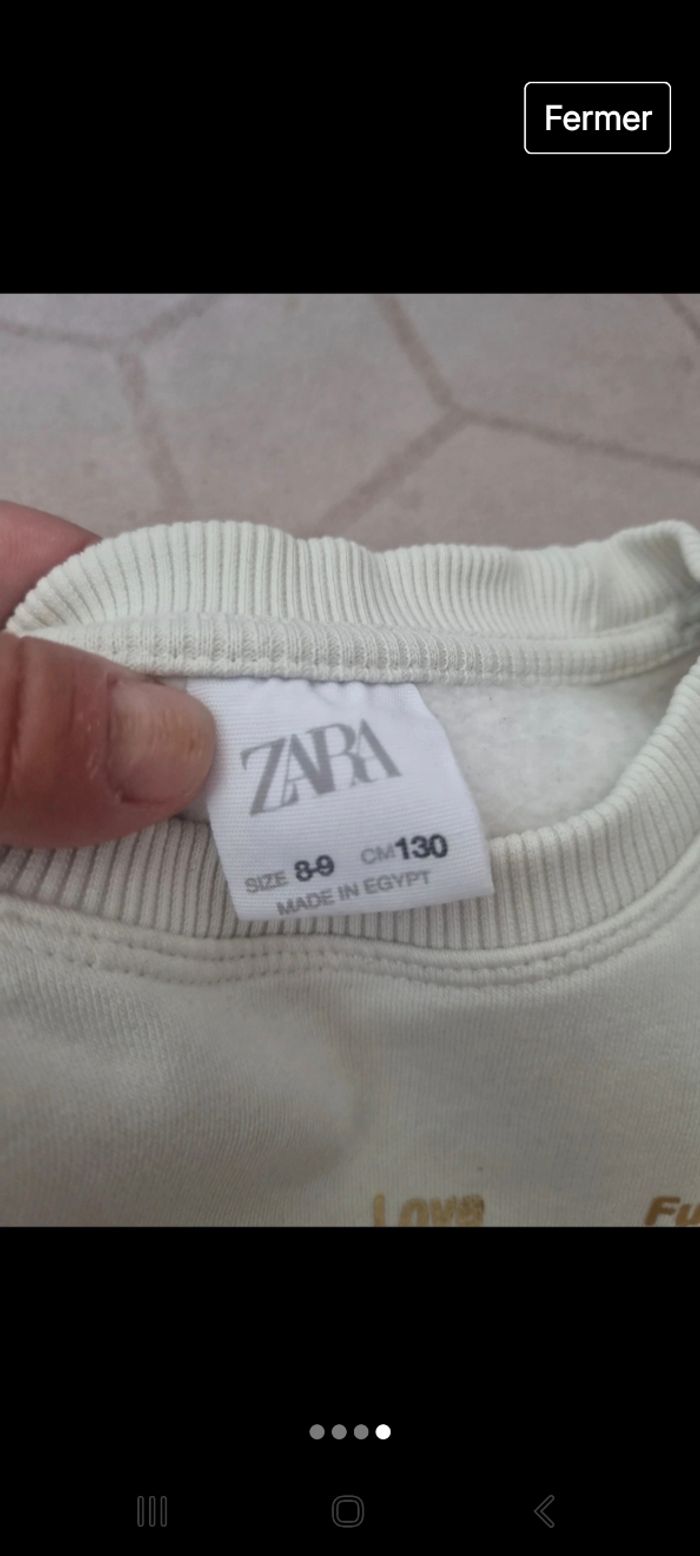 Fermer
ZARA
SIZE 8-9 CM 130
MADE IN EGYPT
Love